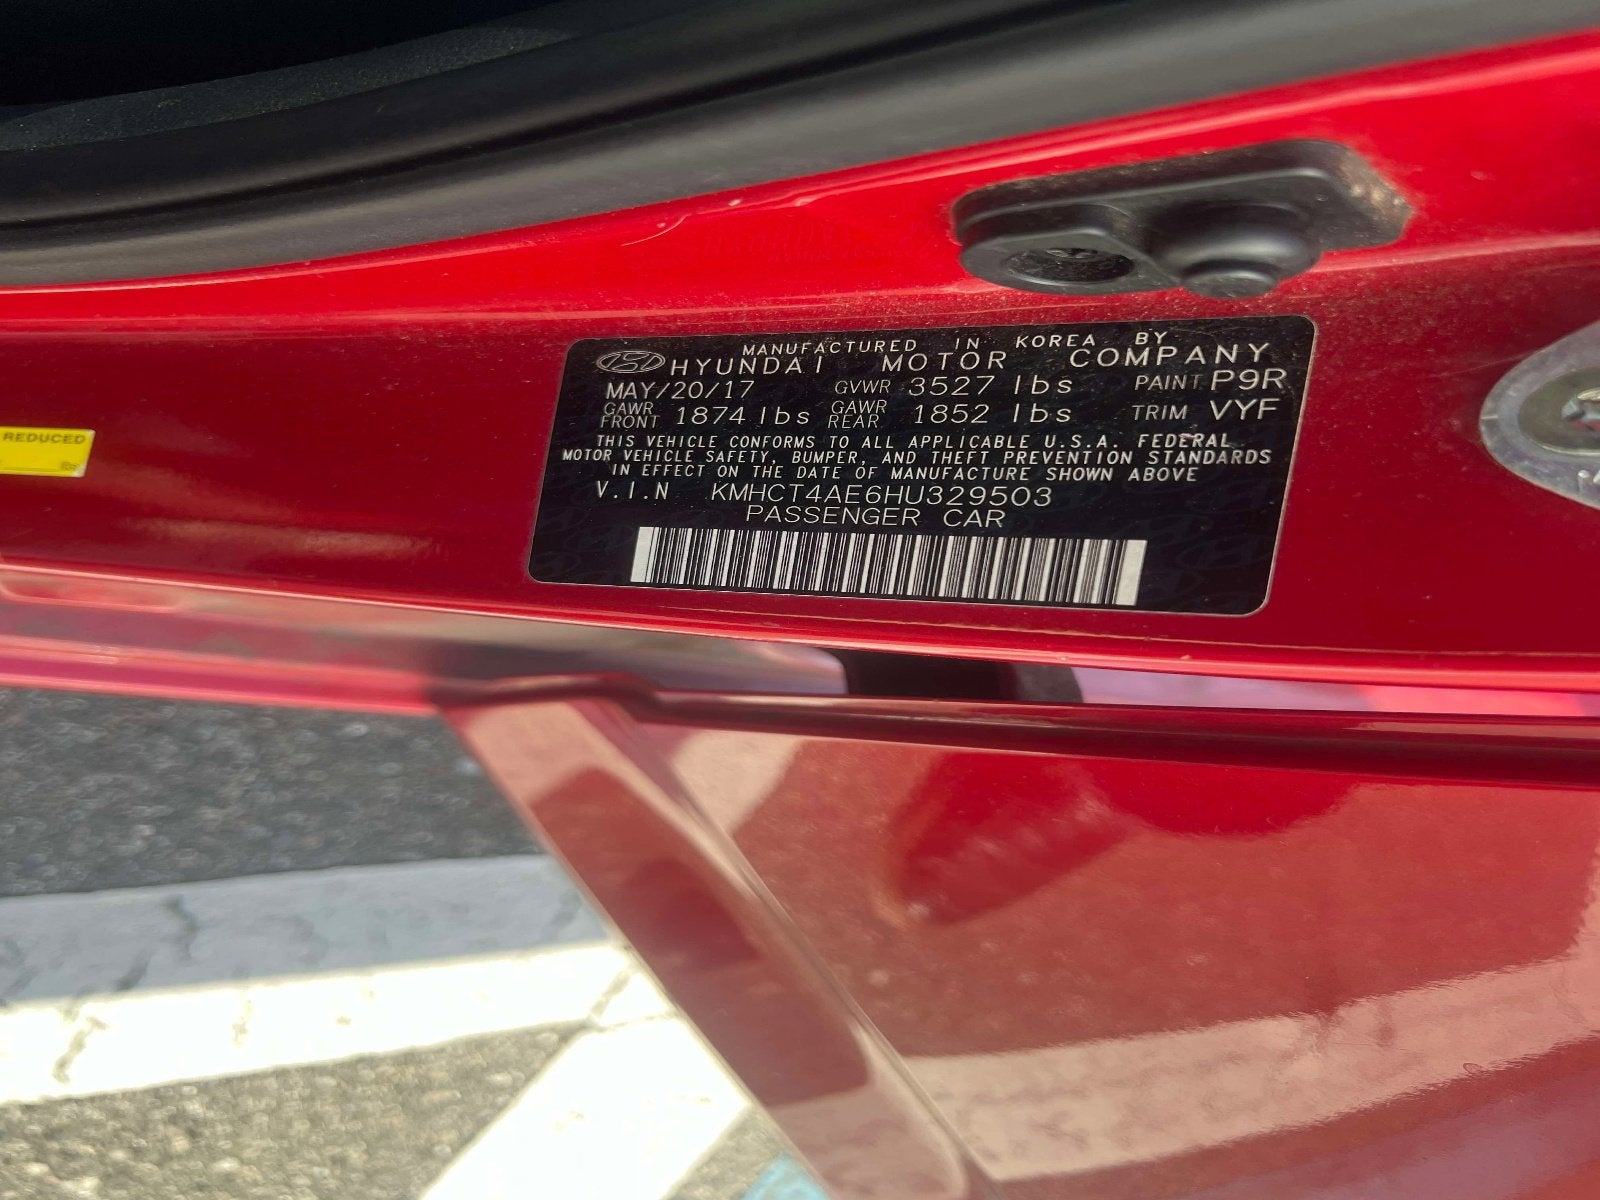 MANUFACTURED IN KOREA BY
HYUNDAI MOTOR COMPANY
MAY/20/17 GVWR 3527 lbs PAINT P9R
GAWR FRONT 1874 lbs GAWR REAR 1852 lbs TRIM VYF
THIS VEHICLE CONFORMS TO ALL APPLICABLE U.S.A. FEDERAL
MOTOR VEHICLE SAFETY, BUMPER, AND THEFT PREVENTION STANDARDS
IN EFFECT ON THE DATE OF MANUFACTURE SHOWN ABOVE
V.I.N KMHCT4AE6HU329503
PASSENGER CAR
REDUCED
lbs